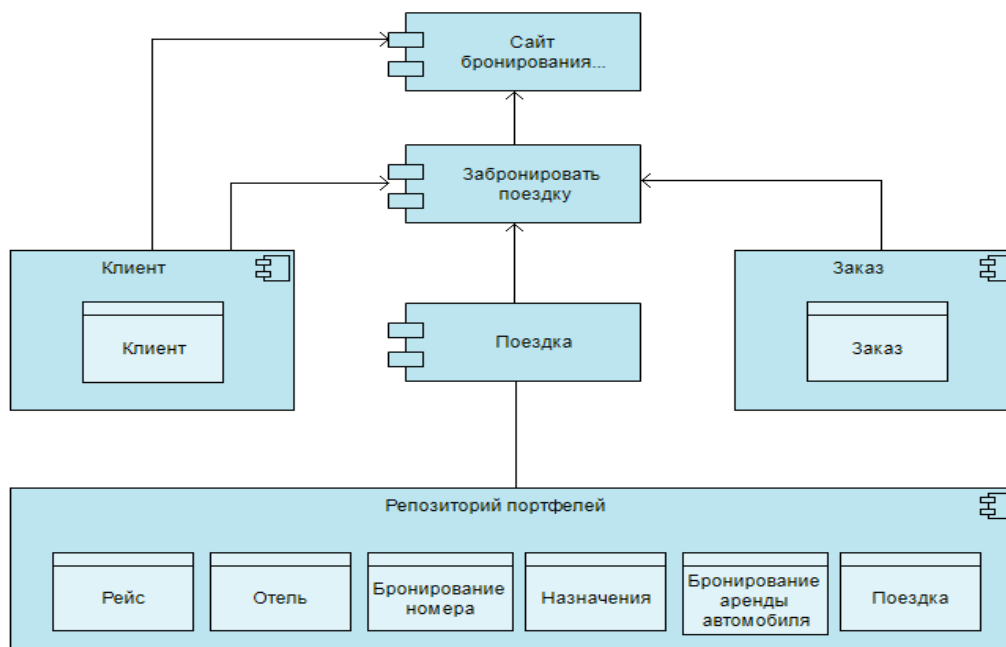 Сайт
бронирования...
Забронировать
поездку
Клиент
Клиент
Поездка
Заказ
Заказ
Репозиторий портфелей
Рейс
Отель
Бронирование
номера
Назначения
Бронирование
аренды
автомобиля
Поездка